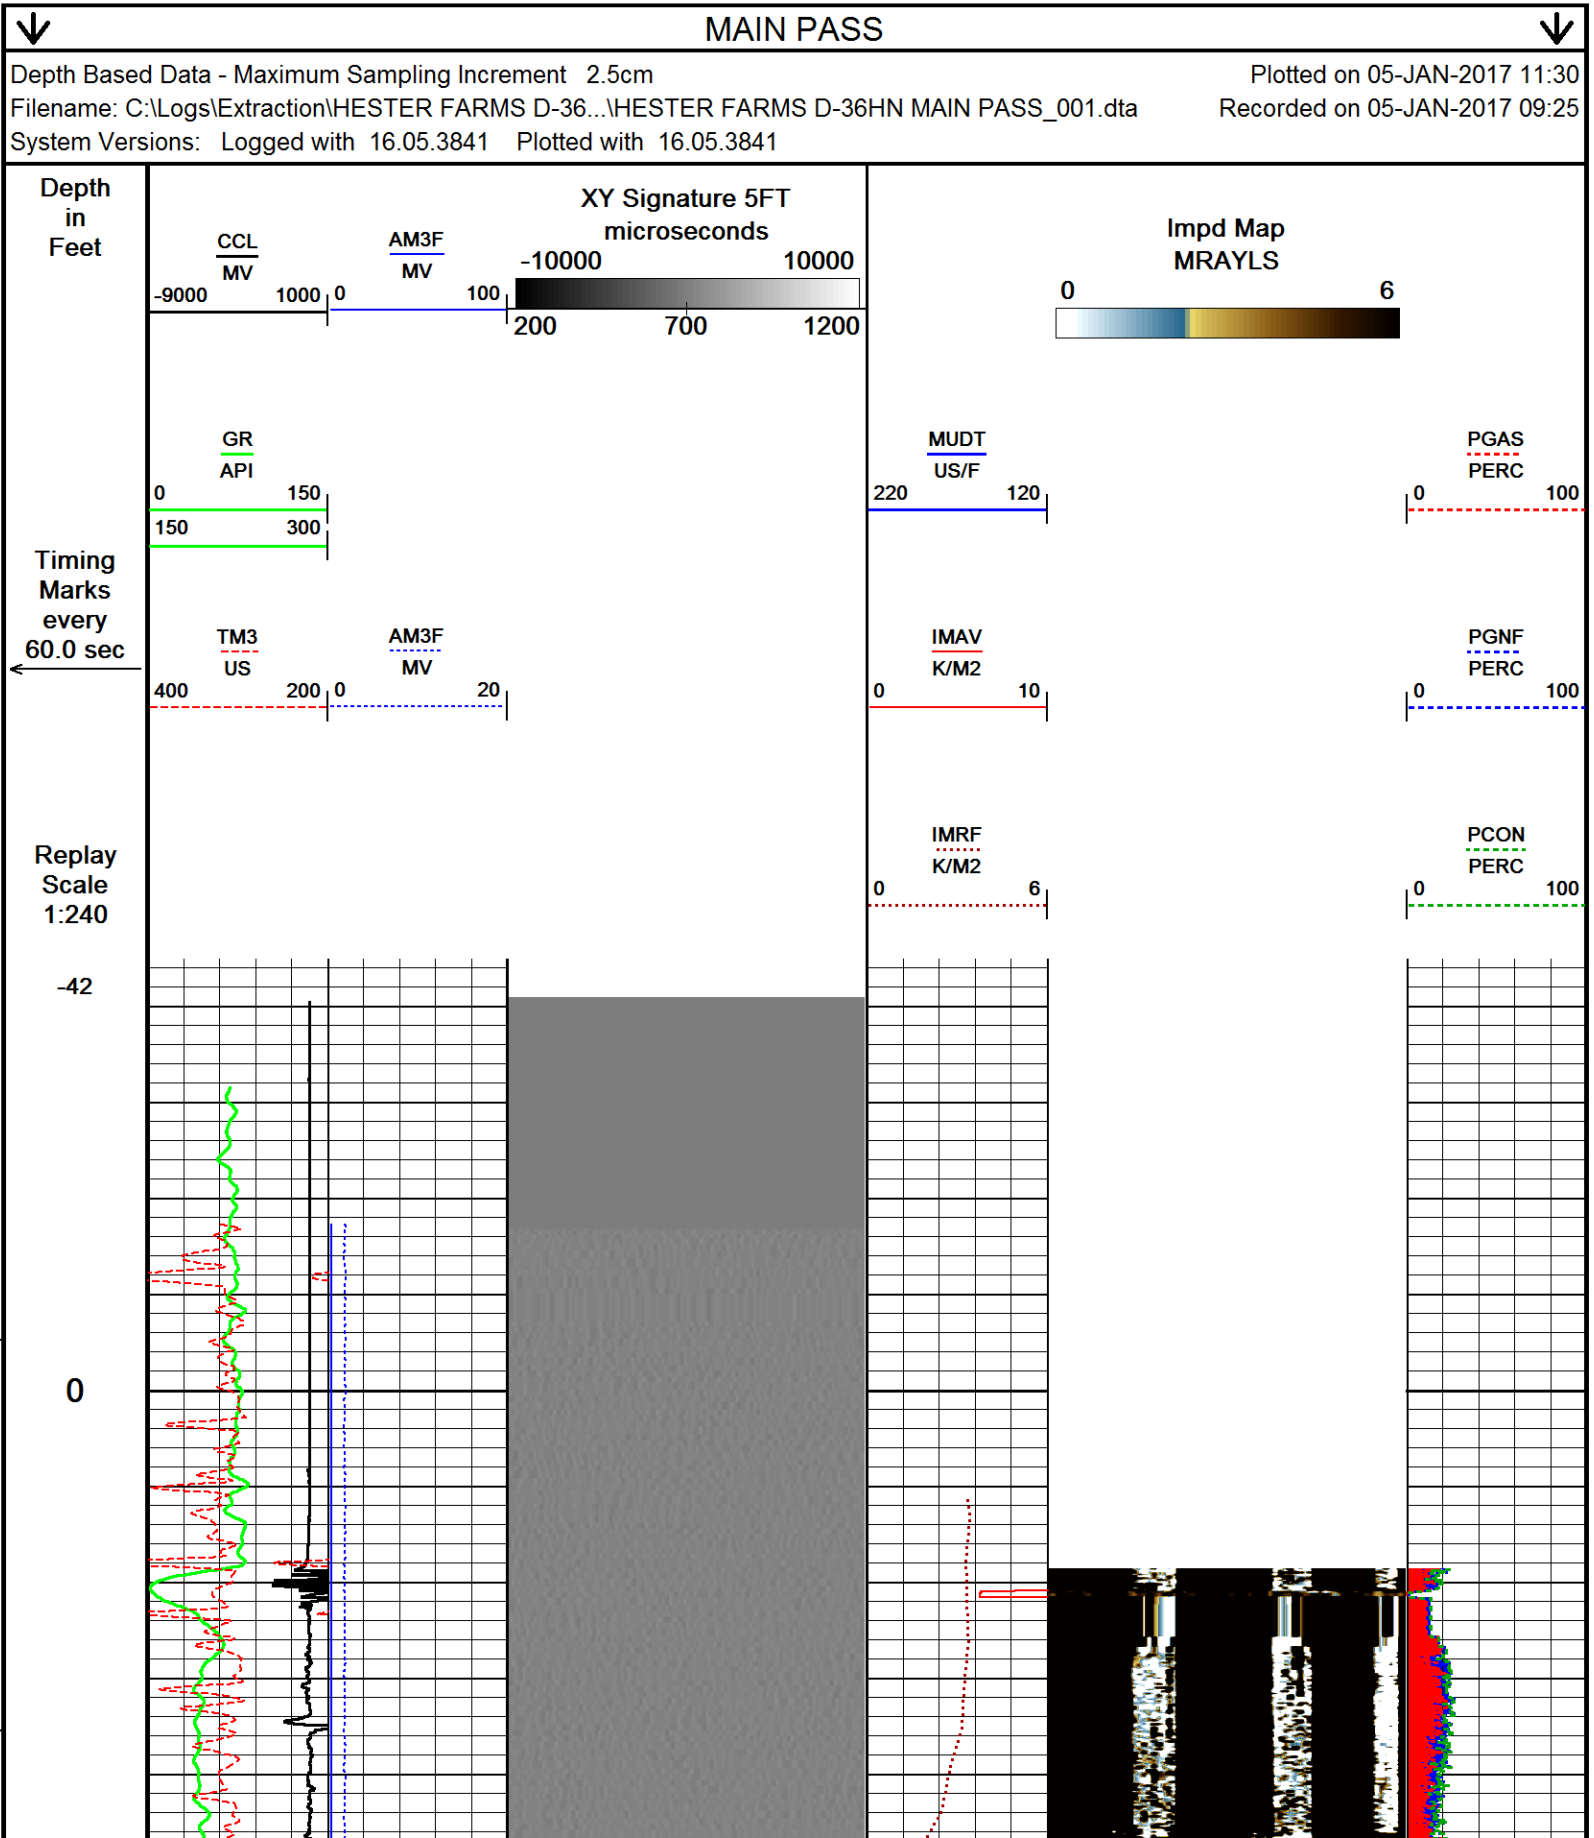 MAIN PASS
Depth Based Data - Maximum Sampling Increment 2.5cm
Plotted on 05-JAN-2017 11:30
Filename: C:\Logs\Extraction\HESTER FARMS D-36...\HESTER FARMS D-36HN MAIN PASS_001.dta
Recorded on 05-JAN-2017 09:25
System Versions: Logged with 16.05.3841 Plotted with 16.05.3841
Depth
in
Feet
CCL
MV
-9000 1000
AM3F
MV
0 100
XY Signature 5FT
microseconds
-10000 10000
200 700 1200
Impd Map
MRAYLS
0 6
GR
API
0 150
150 300
MUDT
US/F
220 120
PGAS
PERC
0 100
Timing
Marks
every
60.0 sec
TM3
US
400 200
AM3F
MV
0 20
IMAV
K/M2
0 10
PGNF
PERC
0 100
Replay
Scale
1:240
IMRF
K/M2
0 6
PCON
PERC
0 100
-42
0